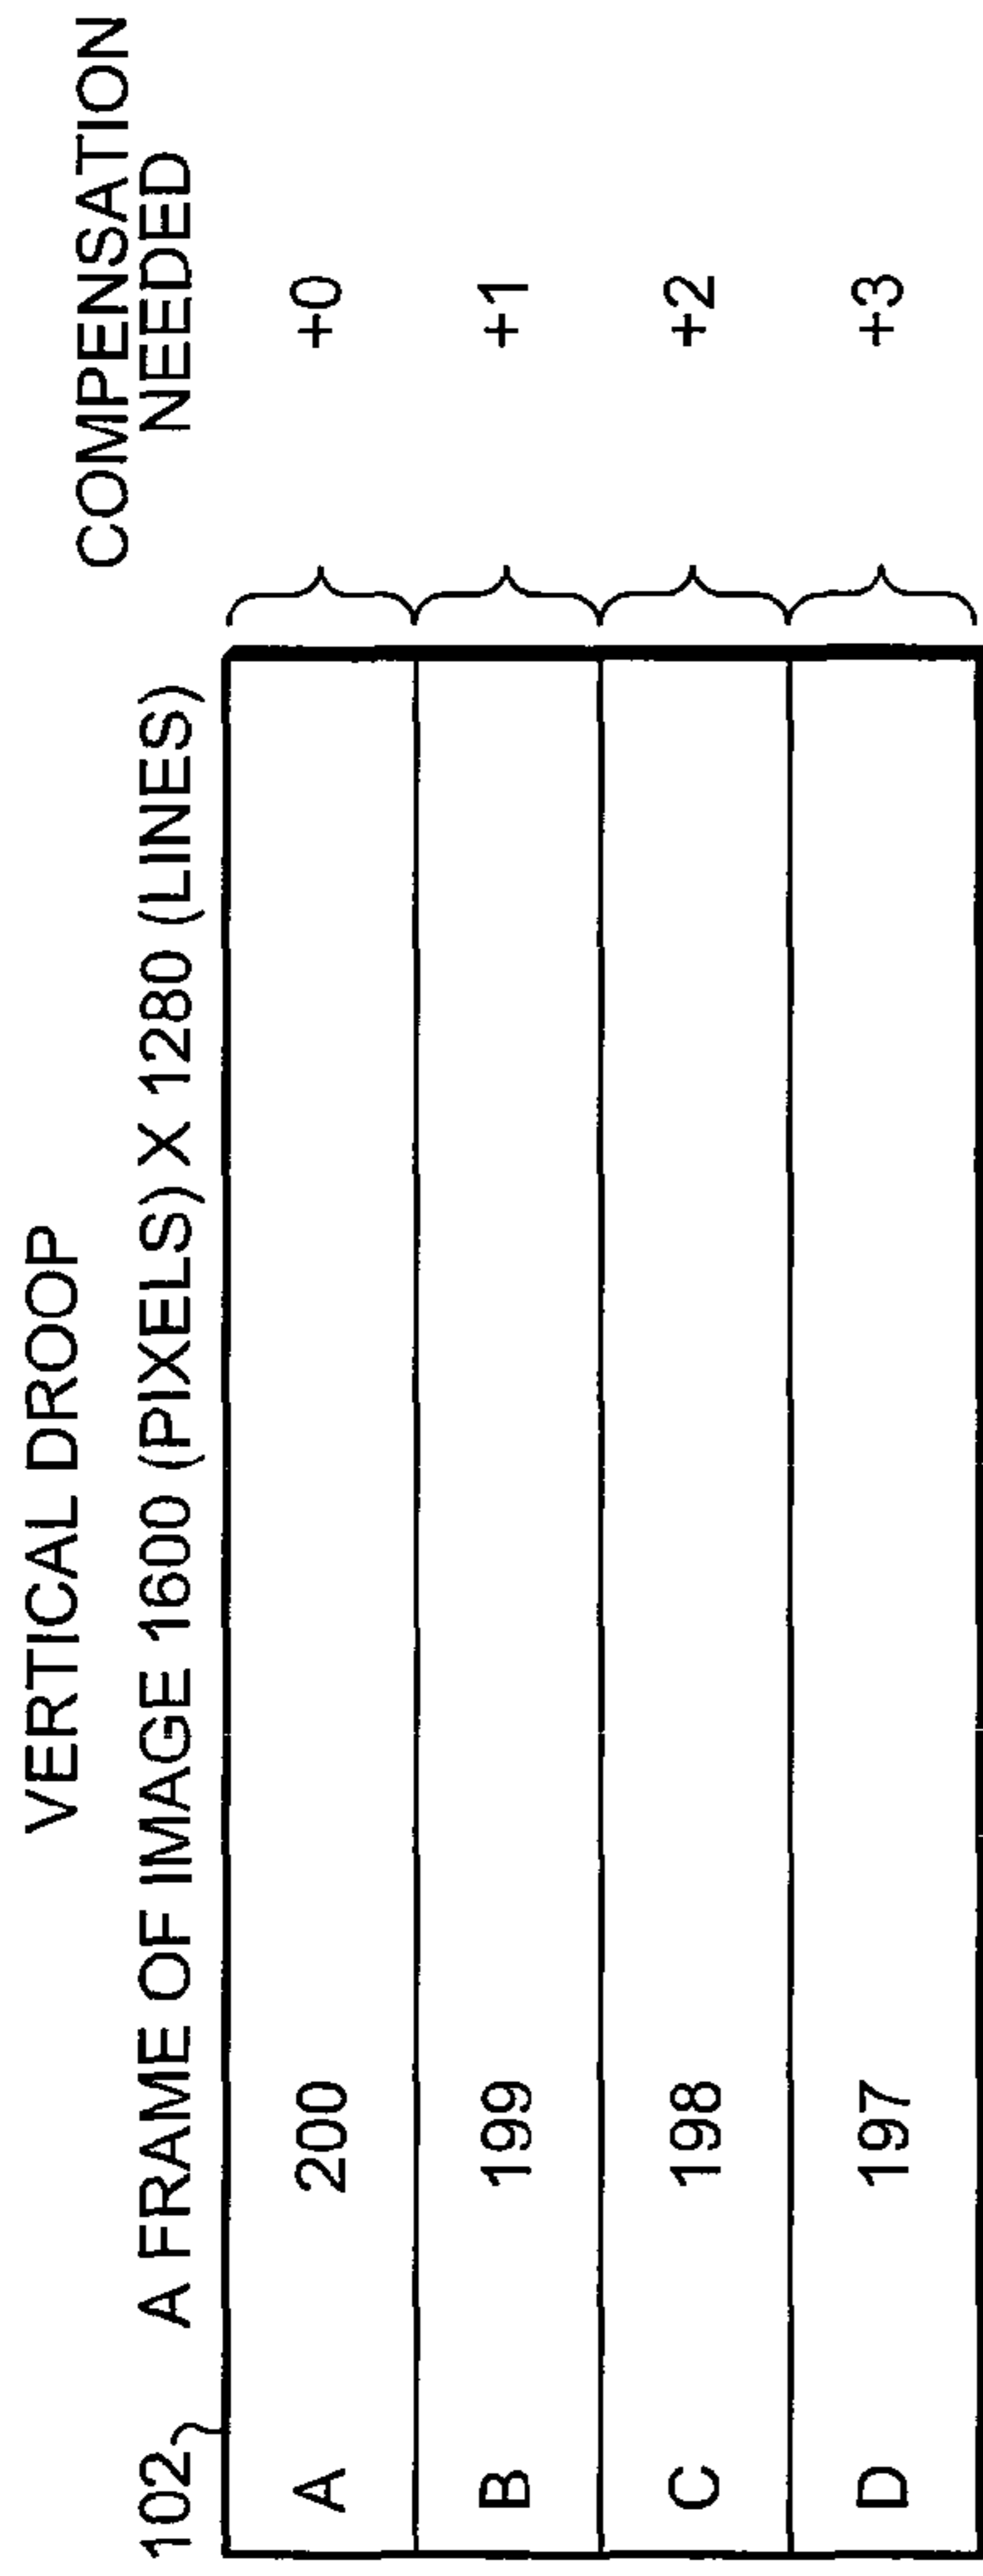 VERTICAL DROOP
102 A FRAME OF IMAGE 1600 (PIXELS) X 1280 (LINES)
COMPENSATION
NEEDED
A 200 +0
B 199 +1
C 198 +2
D 197 +3